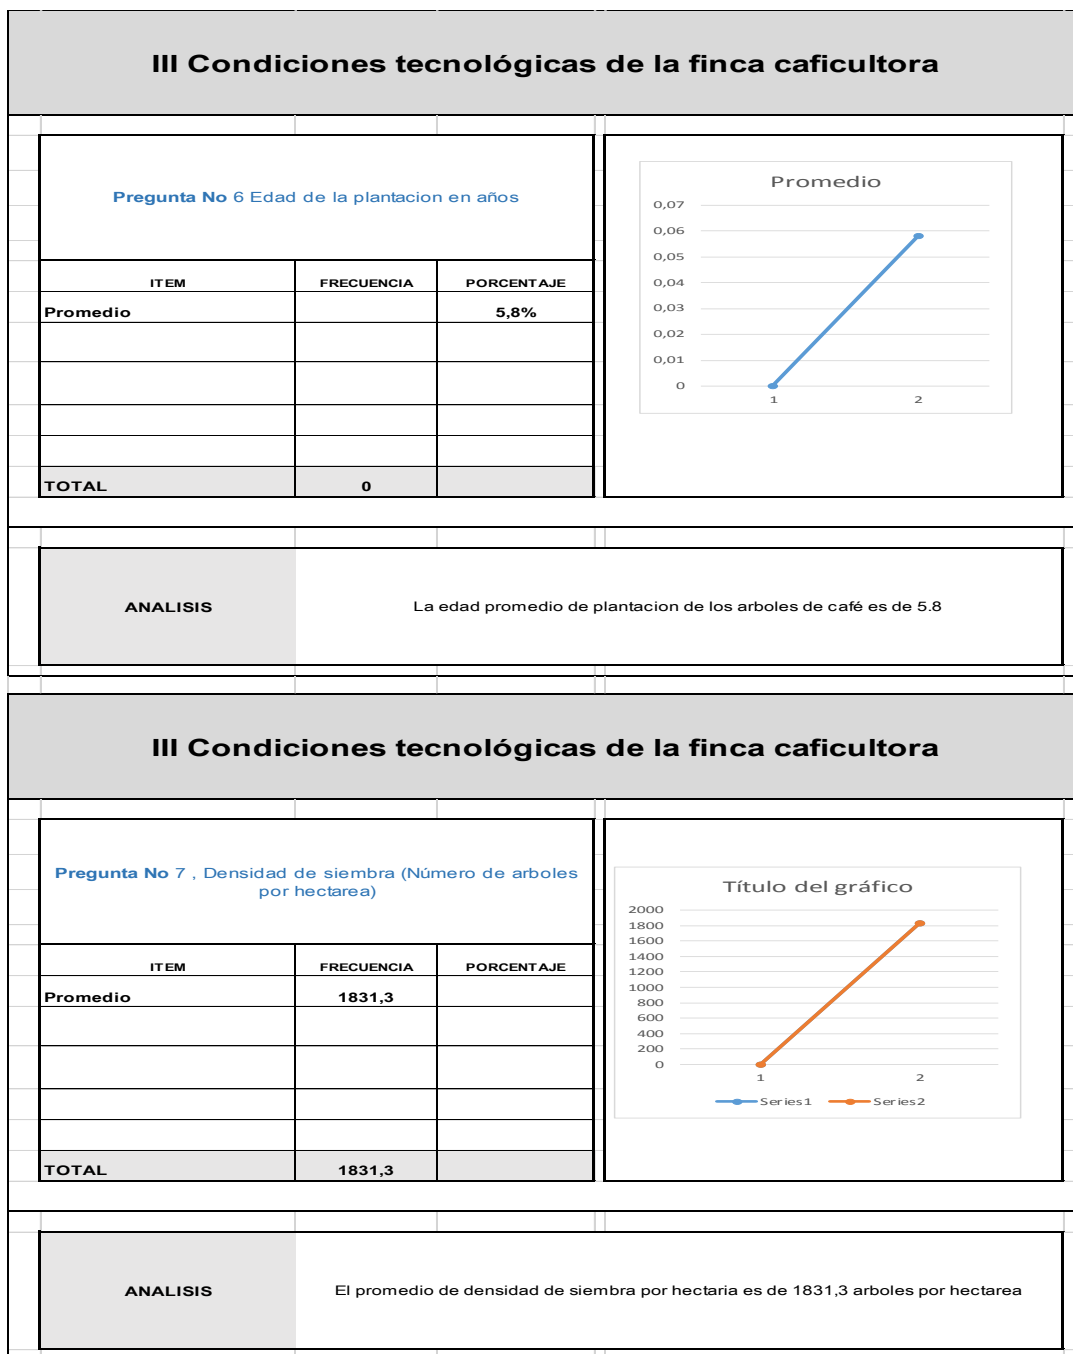 III Condiciones tecnológicas de la finca caficultora
Pregunta No 6 Edad de la plantacion en años
ITEM FRECUENCIA PORCENTAJE
Promedio 5,8%
TOTAL 0
Promedio
0,07
0,06
0,05
0,04
0,03
0,02
0,01
0
1 2
ANALISIS La edad promedio de plantacion de los arboles de café es de 5.8
III Condiciones tecnológicas de la finca caficultora
Pregunta No 7 , Densidad de siembra (Número de arboles
por hectarea)
ITEM FRECUENCIA PORCENTAJE
Promedio 1831,3
TOTAL 1831,3
Título del gráfico
2000
1800
1600
1400
1200
1000
800
600
400
200
0
1 2
Series1 Series2
ANALISIS El promedio de densidad de siembra por hectaria es de 1831,3 arboles por hectarea